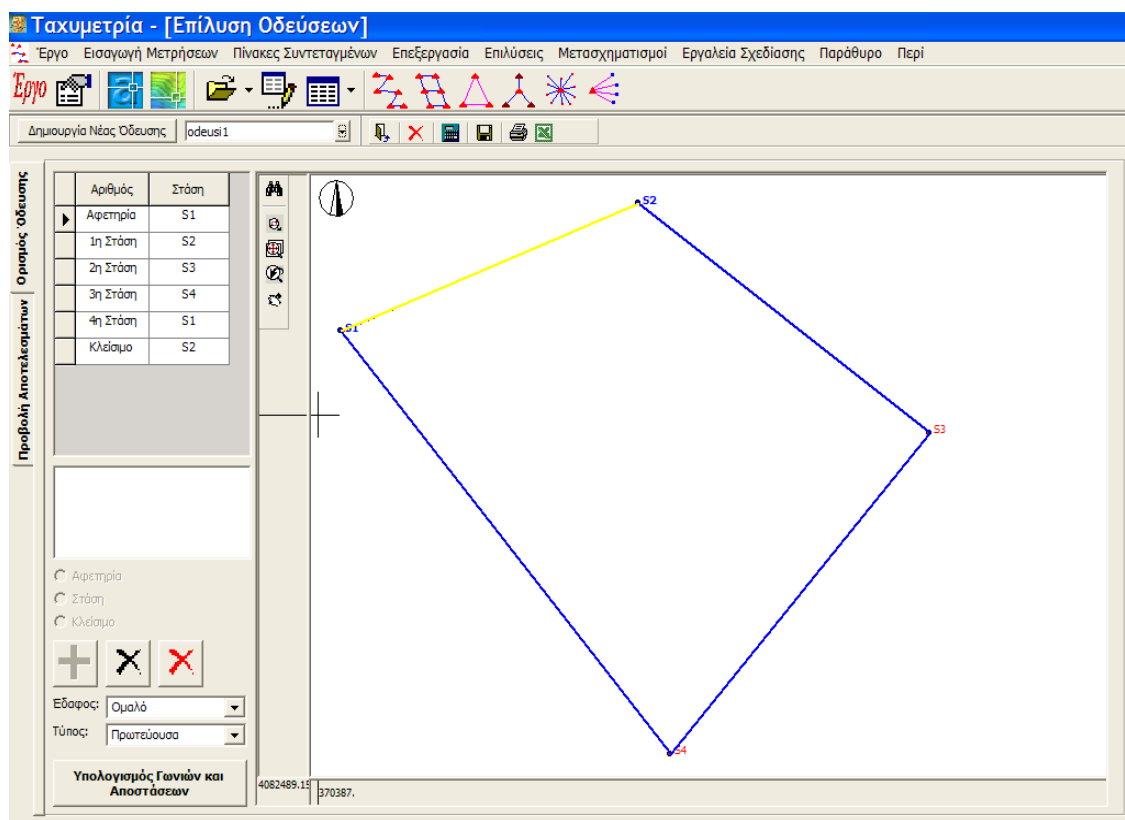 Ταχυμετρία - [Επίλυση Οδεύσεων]
Έργο Εισαγωγή Μετρήσεων Πίνακες Συντεταγμένων Επεξεργασία Επιλύσεις Μετασχηματισμοί Εργαλεία Σχεδίασης Παράθυρο Περί
Έργο
Δημιουργία Νέας Όδευσης odeusi1
Ορισμός Όδευσης
Προβολή Αποτελεσμάτων
Αριθμός Στάση
Αφετηρία S1
1η Στάση S2
2η Στάση S3
3η Στάση S4
4η Στάση S1
Κλείσιμο S2
S2
S1
S3
S4
Αφετηρία
Στάση
Κλείσιμο
Έδαφος: Ομαλό
Τύπος: Πρωτεύουσα
Υπολογισμός Γωνιών και
Αποστάσεων
4082489.15
370387.